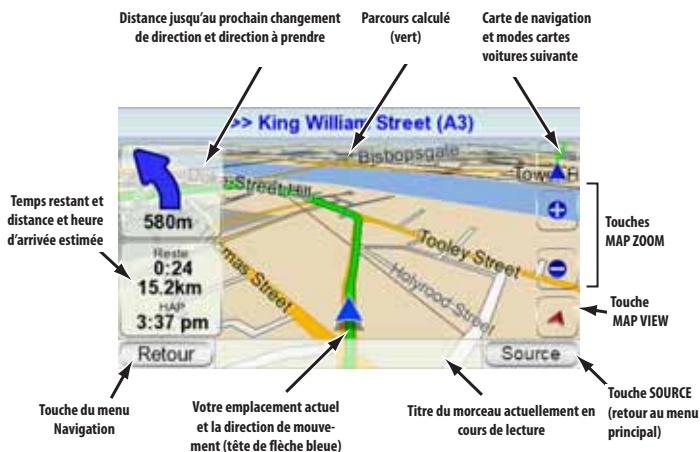 Distance jusqu'au prochain changement
de direction et direction à prendre
Parcours calculé
(vert)
Carte de navigation
et modes cartes
voitures suivante
>> King William Street (A3)
Bisbopsgate
Street Hill
Tower
580m
Temps restant et
distance et heure
d'arrivée estimée
Reste
0:24
15.2km
HAP
3:37 pm
mas Street
Tooley Street
Holyrood Street
Touches
MAP ZOOM
Touche
MAP VIEW
Retour
Source
Touche du menu
Navigation
Votre emplacement actuel
et la direction de mouve-
ment (tête de flèche bleue)
Titre du morceau actuellement en
cours de lecture
Touche SOURCE
(retour au menu
principal)